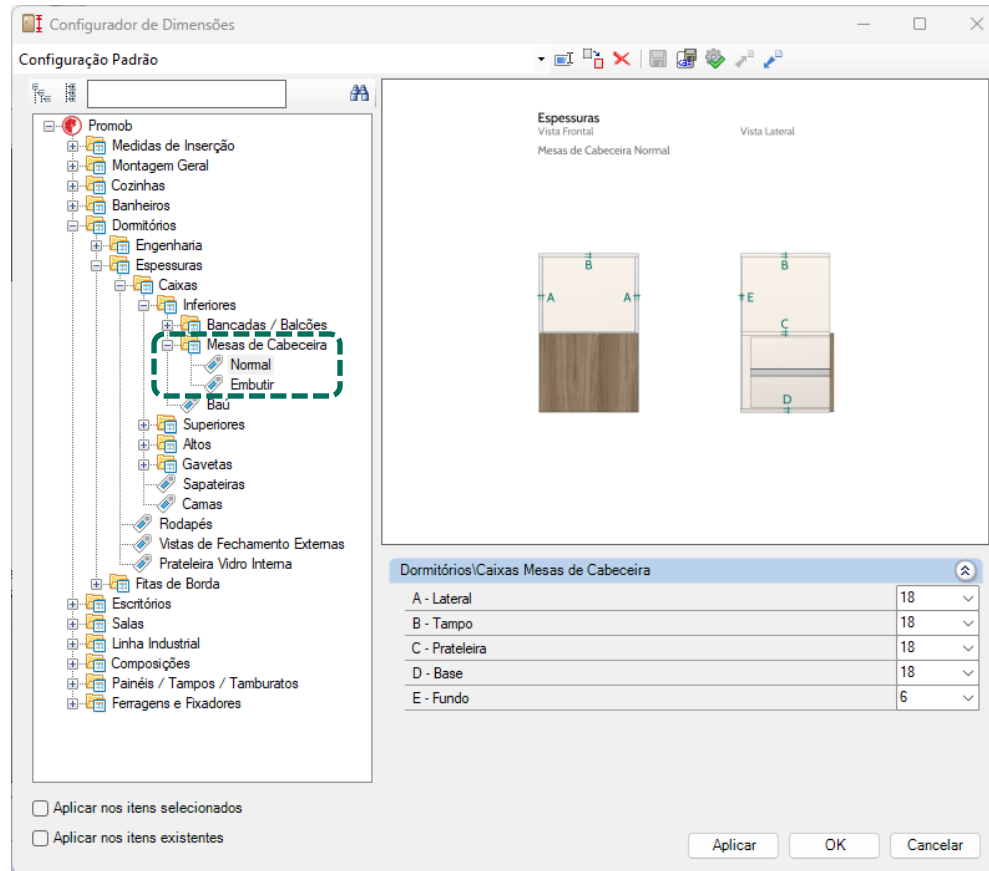 Configurador de Dimensões
Configuração Padrão
Promob
Medidas de Inserção
Montagem Geral
Cozinhas
Banheiros
Dormitórios
Engenharia
Espessuras
Caixas
Inferiores
Bancadas / Balcões
Mesas de Cabeceira
Normal
Embutir
Baú
Superiores
Altos
Gavetas
Sapateiras
Camas
Rodapés
Vistas de Fechamento Externas
Prateleira Vidro Interna
Fitas de Borda
Escritórios
Salas
Linha Industrial
Composições
Painéis / Tampos / Tamburatos
Ferragens e Fixadores
Espessuras
Vista Frontal Vista Lateral
Mesas de Cabeceira Normal
B B
A A E
C
D
Dormitórios\Caixas Mesas de Cabeceira
A - Lateral 18
B - Tampo 18
C - Prateleira 18
D - Base 18
E - Fundo 6
Aplicar nos itens selecionados
Aplicar nos itens existentes
Aplicar OK Cancelar